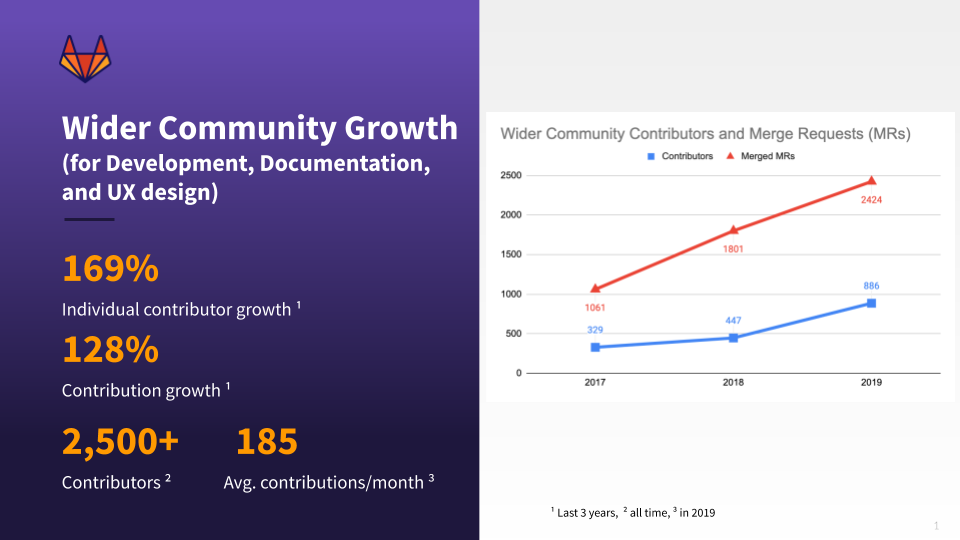 Wider Community Growth
(for Development, Documentation,
and UX design)
169%
Individual contributor growth ¹
128%
Contribution growth ¹
2,500+ 185
Contributors ² Avg. contributions/month ³
Wider Community Contributors and Merge Requests (MRs)
Contributors Merged MRs
2500
2000
1500
1000
500
0
2424
1801
1061
886
447
329
2017 2018 2019
¹ Last 3 years, ² all time, ³ in 2019
1